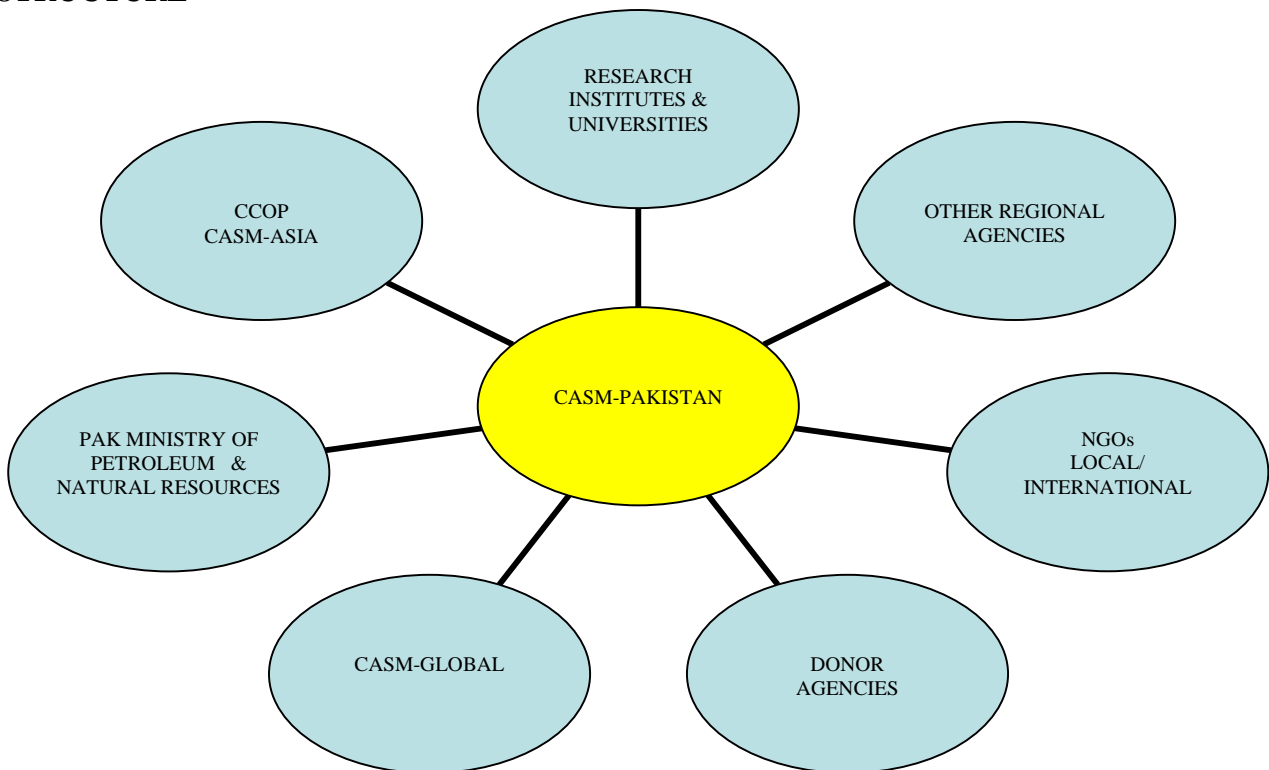 RESEARCH
INSTITUTES &
UNIVERSITIES
CCOP
CASM-ASIA
OTHER REGIONAL
AGENCIES
CASM-PAKISTAN
PAK MINISTRY OF
PETROLEUM &
NATURAL RESOURCES
NGOs
LOCAL/
INTERNATIONAL
CASM-GLOBAL
DONOR
AGENCIES